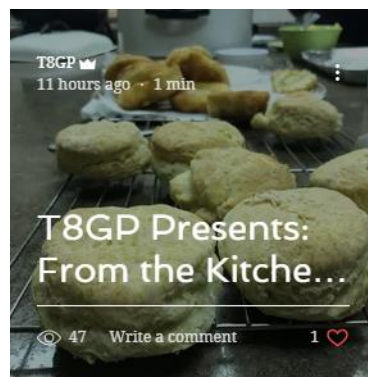 T8GP
11 hours ago · 1 min
T8GP Presents:
From the Kitche...
47 Write a comment 1